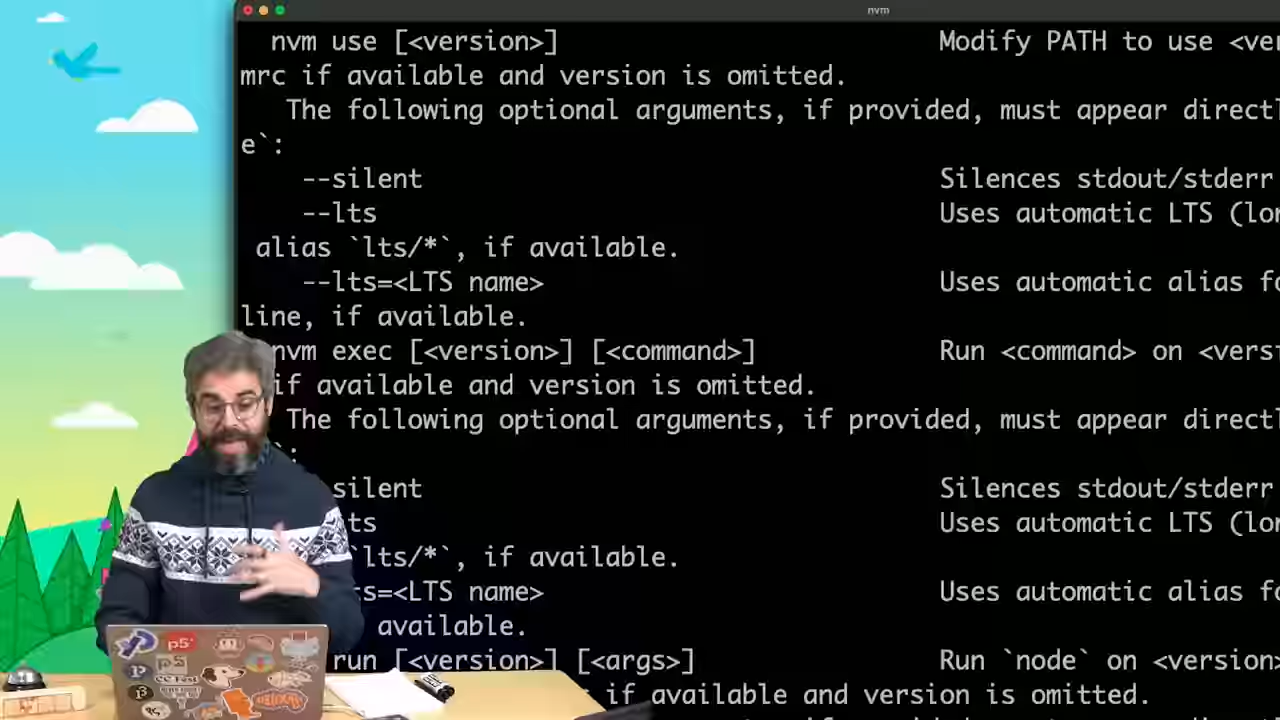 nvm
nvm use [<version>] Modify PATH to use <ve
mrc if available and version is omitted.
The following optional arguments, if provided, must appear directl
e`:
--silent Silences stdout/stderr
--lts Uses automatic LTS (lo
alias `lts/*`, if available.
--lts=<LTS name> Uses automatic alias fo
line, if available.
nvm exec [<version>] [<command>] Run <command> on <vers
if available and version is omitted.
The following optional arguments, if provided, must appear directl
`:
silent Silences stdout/stderr
ts Uses automatic LTS (lo
`lts/*`, if available.
s=<LTS name> Uses automatic alias fo
available.
run [<version>] [<args>] Run `node` on <version>
if available and version is omitted.
p5*